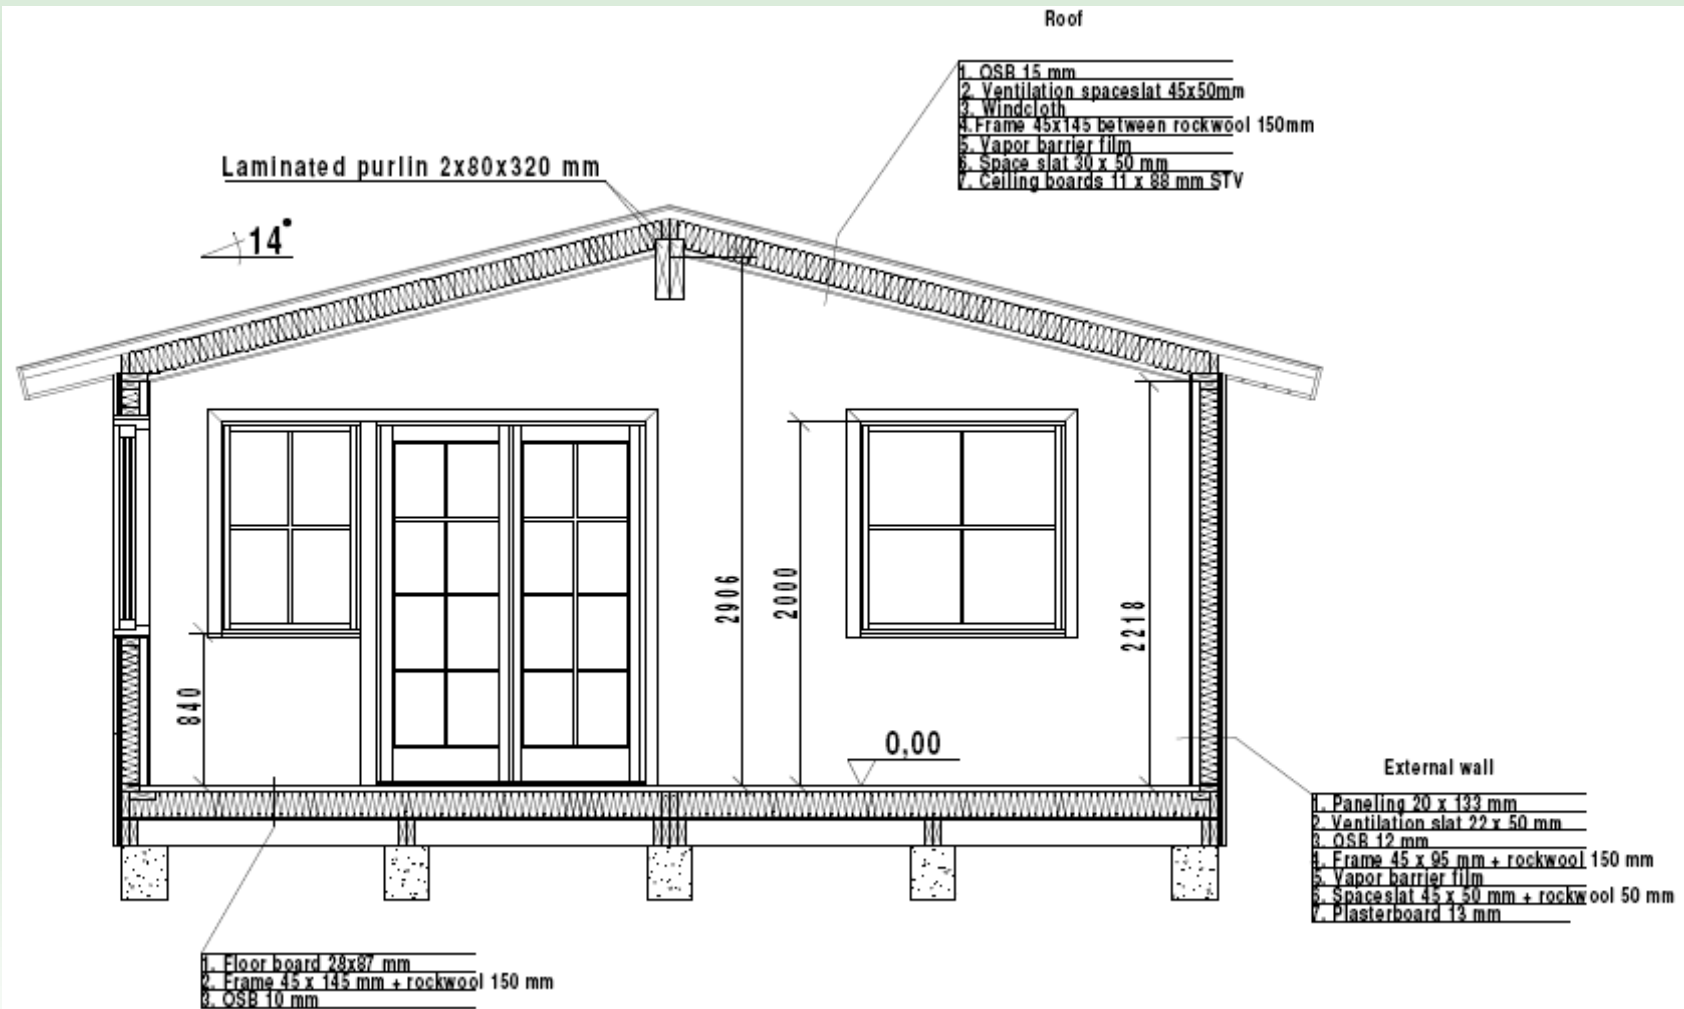 Roof
1. OSB 15 mm
2. Ventilation spaceslat 45x50mm
3. Windcloth
4.Frame 45x145 between rockwool 150mm
5. Vapor barrier film
6. Space slat 30 x 50 mm
7. Ceiling boards 11 x 88 mm STV
Laminated purlin 2x80x320 mm
14°
2906
2000
2218
840
0,00
External wall
1. Paneling 20 x 133 mm
2. Ventilation slat 22 x 50 mm
3. OSB 12 mm
4. Frame 45 x 95 mm + rockwool 150 mm
5. Vapor barrier film
6. Spaceslat 45 x 50 mm + rockwool 50 mm
7. Plasterboard 13 mm
1. Floor board 28x87 mm
2. Frame 45 x 145 mm + rockwool 150 mm
3. OSB 10 mm